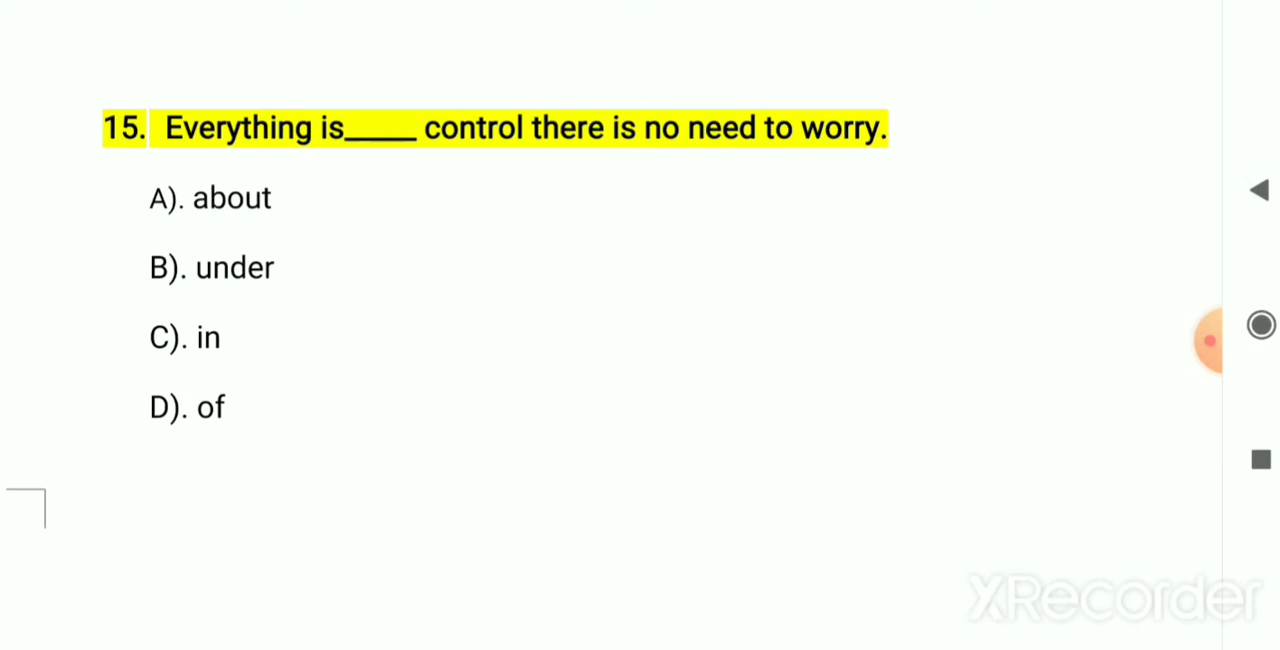 15. Everything is_____ control there is no need to worry.
A). about
B). under
C). in
D). of
XRecorder